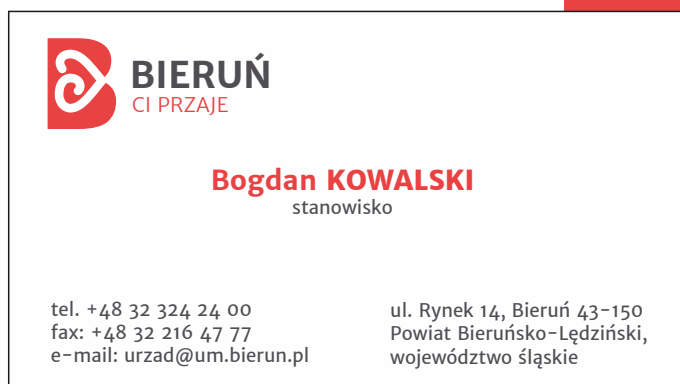 BIERUŃ
CI PRZAJE
Bogdan KOWALSKI
stanowisko
tel. +48 32 324 24 00
fax: +48 32 216 47 77
e-mail: urzad@um.bierun.pl
ul. Rynek 14, Bieruń 43-150
Powiat Bieruńsko-Lędziński,
województwo śląskie